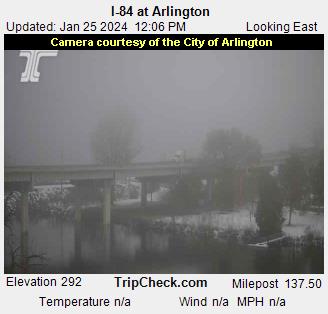 I-84 at Arlington
Updated: Jan 25 2024 12:06 PM Looking East
Camera courtesy of the City of Arlington
Elevation 292 TripCheck.com Milepost 137.50
Temperature n/a Wind n/a MPH n/a